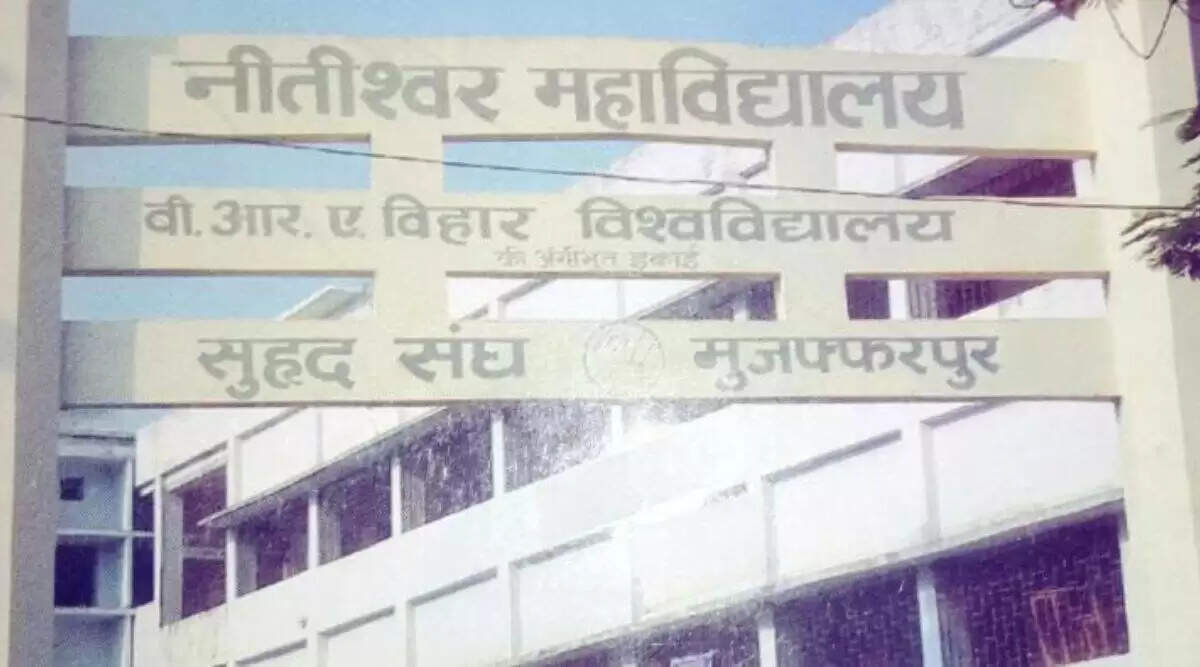 नीतीश्वर महाविद्यालय
वी. आर. ए. विहार विश्वविद्यालय
की अंगीभूत इकाई
सुहृद संघ मुजफ्फरपुर